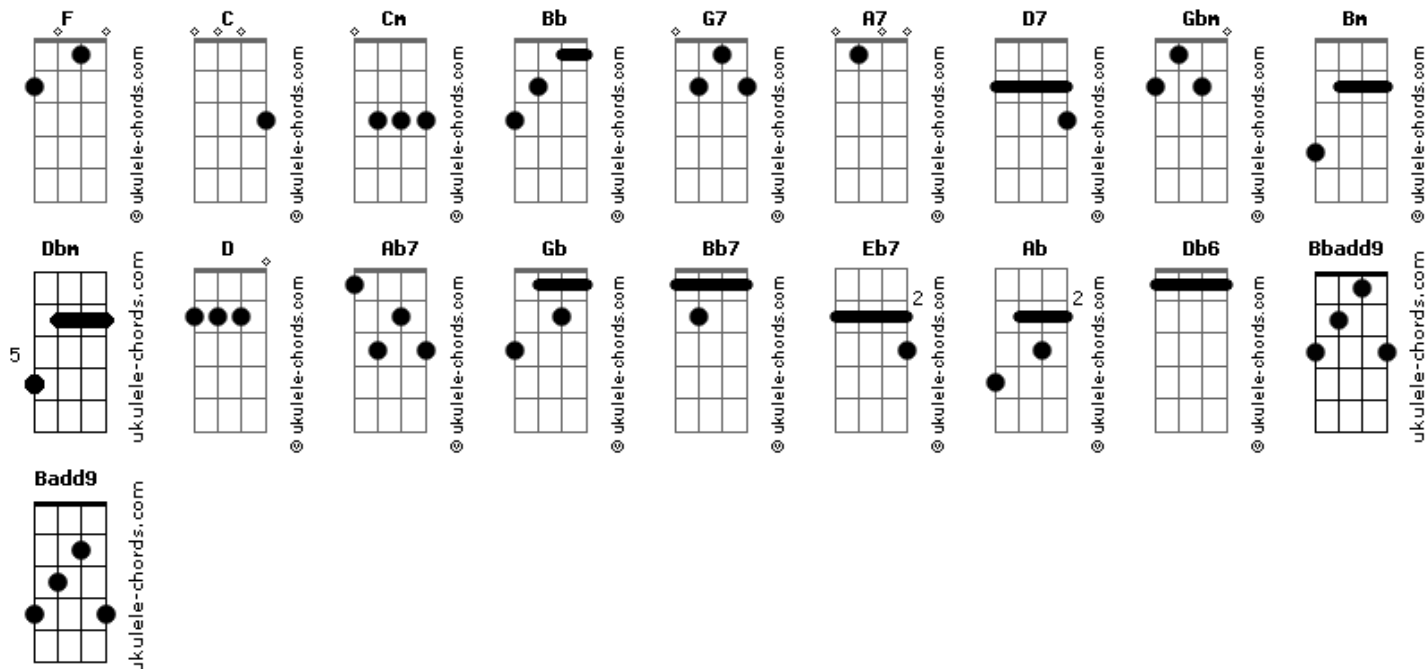 F C Cm Bb G7 A7 D7 Gbm Bm
© ukulele-chords.com © ukulele-chords.com © ukulele-chords.com © ukulele-chords.com © ukulele-chords.com © ukulele-chords.com © ukulele-chords.com © ukulele-chords.com © ukulele-chords.com
Dbm D Ab7 Gb Bb7 Eb7 Ab Db6 Bbadd9
2 2
5
ukulele-chords.com © ukulele-chords.com © ukulele-chords.com © ukulele-chords.com © ukulele-chords.com © ukulele-chords.com © ukulele-chords.com © ukulele-chords.com ukulele-chords.com
Badd9
ukulele-chords.com